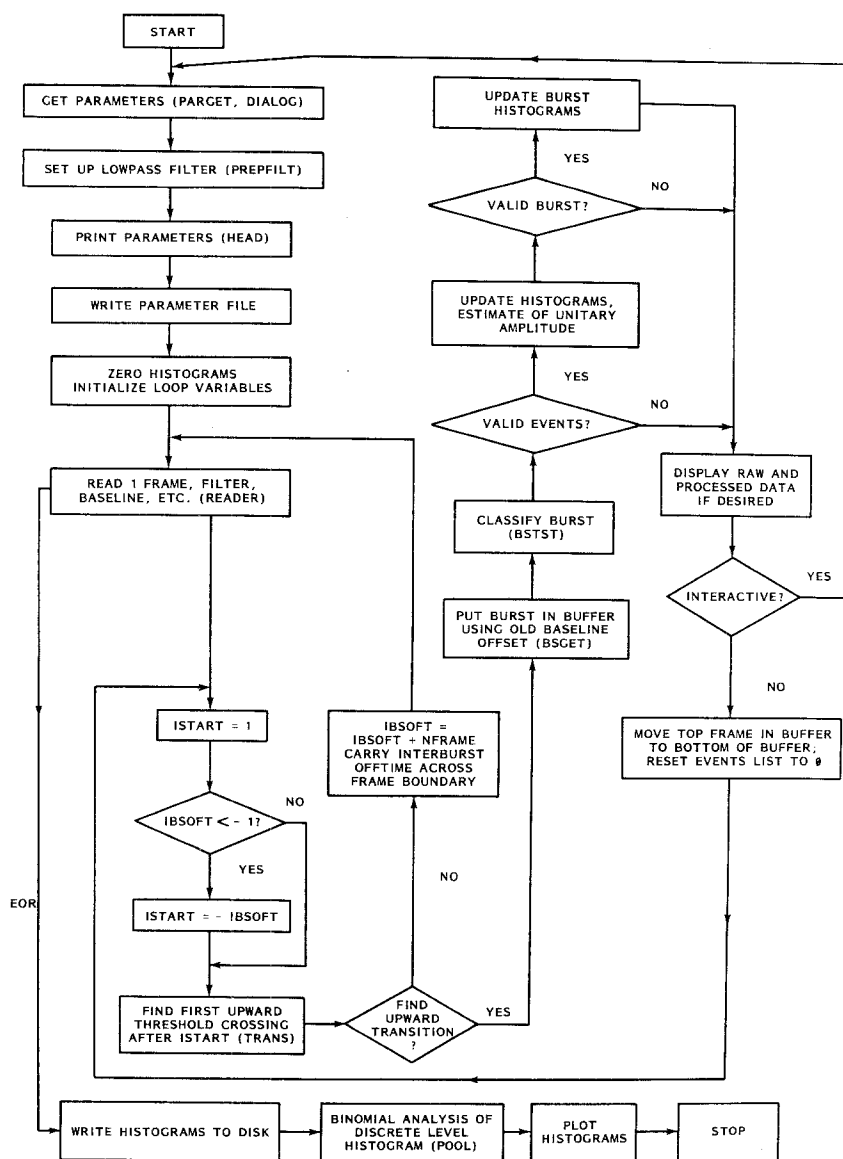 START
GET PARAMETERS (PARGET, DIALOG)
SET UP LOWPASS FILTER (PREPFILT)
PRINT PARAMETERS (HEAD)
WRITE PARAMETER FILE
ZERO HISTOGRAMS
INITIALIZE LOOP VARIABLES
READ 1 FRAME, FILTER,
BASELINE, ETC. (READER)
EOR
ISTART = 1
IBSOFT < - 1?
NO
YES
ISTART = - IBSOFT
FIND FIRST UPWARD
THRESHOLD CROSSING
AFTER ISTART (TRANS)
FIND
UPWARD
TRANSITION
?
NO
YES
IBSOFT =
IBSOFT + NFRAME
CARRY INTERBURST
OFFTIME ACROSS
FRAME BOUNDARY
PUT BURST IN BUFFER
USING OLD BASELINE
OFFSET (BSGET)
CLASSIFY BURST
(BSTST)
VALID EVENTS?
YES
NO
UPDATE HISTOGRAMS,
ESTIMATE OF UNITARY
AMPLITUDE
VALID BURST?
YES
NO
UPDATE BURST
HISTOGRAMS
DISPLAY RAW AND
PROCESSED DATA
IF DESIRED
INTERACTIVE?
YES
NO
MOVE TOP FRAME IN BUFFER
TO BOTTOM OF BUFFER;
RESET EVENTS LIST TO 0
WRITE HISTOGRAMS TO DISK
BINOMIAL ANALYSIS OF
DISCRETE LEVEL
HISTOGRAM (POOL)
PLOT
HISTOGRAMS
STOP